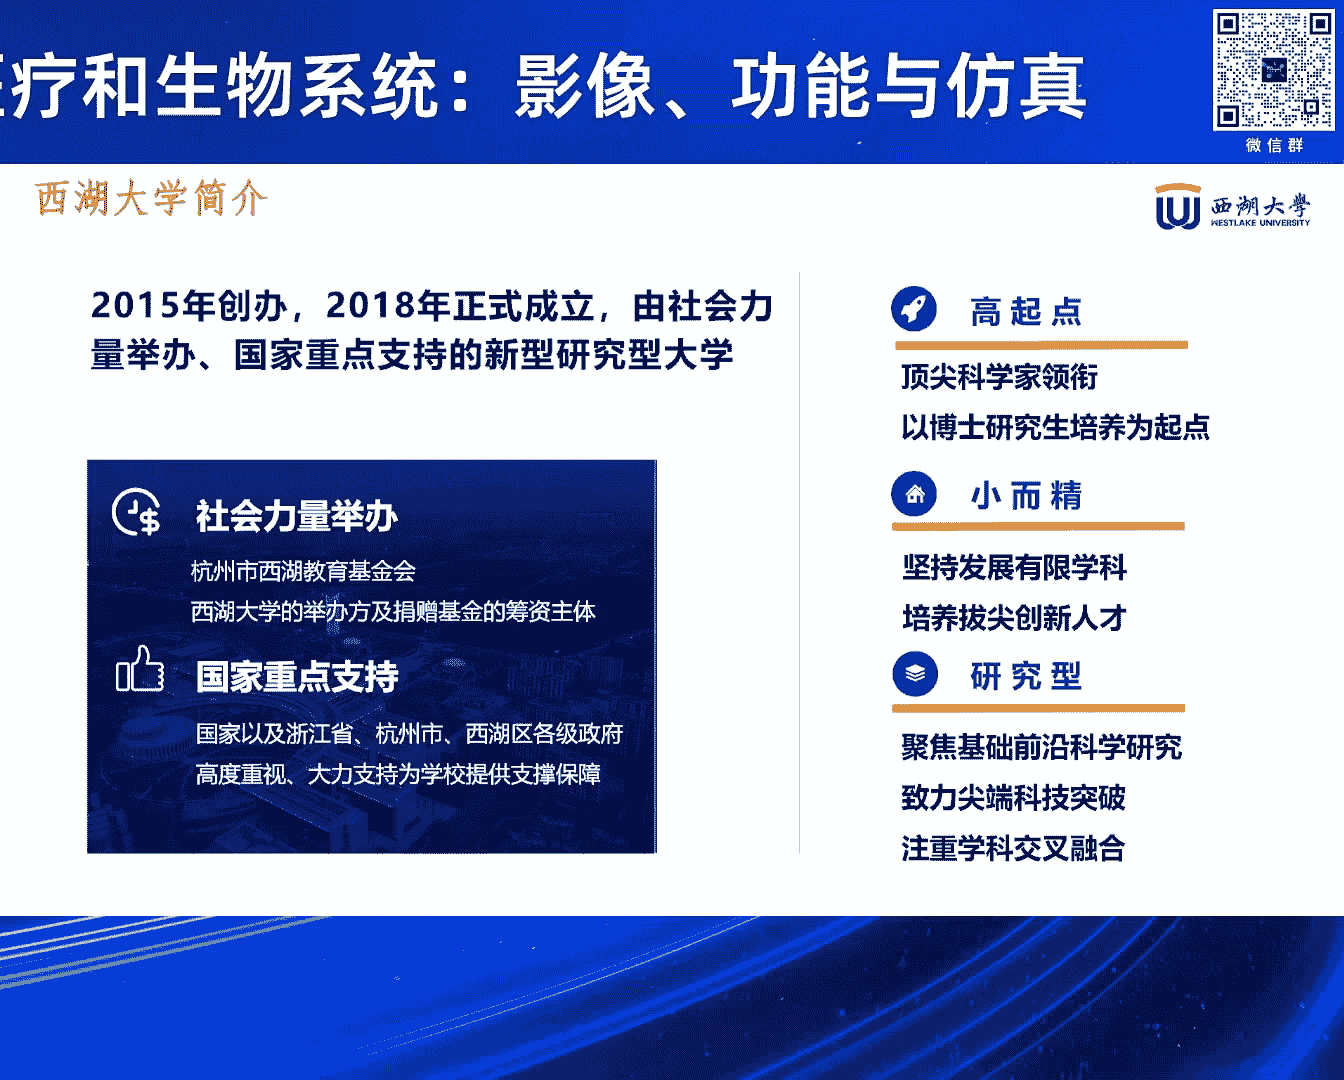 疗和生物系统：影像、功能与仿真
微信群
西湖大学简介
西湖大學
WESTLAKE UNIVERSITY
2015年创办，2018年正式成立，由社会力
量举办、国家重点支持的新型研究型大学
社会力量举办
杭州市西湖教育基金会
西湖大学的举办方及捐赠基金的筹资主体
国家重点支持
国家以及浙江省、杭州市、西湖区各级政府
高度重视、大力支持为学校提供支撑保障
高起点
顶尖科学家领衔
以博士研究生培养为起点
小而精
坚持发展有限学科
培养拔尖创新人才
研究型
聚焦基础前沿科学研究
致力尖端科技突破
注重学科交叉融合